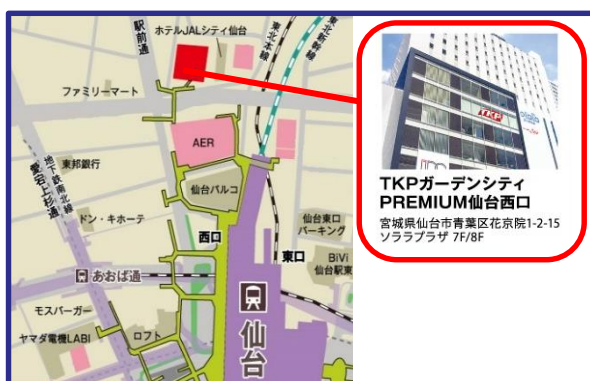 駅前通
ホテルJALシティ仙台
東北本線
東北新幹線
ファミリーマート
AER
東邦銀行
地下鉄南北線
愛宕上杉通
仙台パルコ
ドン・キホーテ
西口
仙台東口
パーキング
東口
BiVi
仙台駅東
あおば通
モスバーガー
ヤマダ電機LABI
ロフト
仙台
TKP
TKPガーデンシティ
PREMIUM仙台西口
宮城県仙台市青葉区花京院1-2-15
ソララプラザ 7F/8F